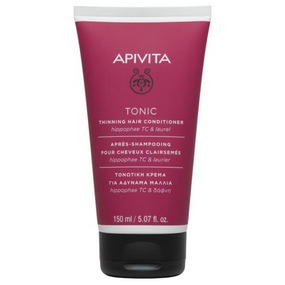 APIVITA
TONIC
THINNING HAIR CONDITIONER
hippophae TC & laurel
APRÈS-SHAMPOOING
POUR CHEVEUX CLAIRSEMÉS
hippophae TC & laurier
ΤΟΝΩΤΙΚΗ ΚΡΕΜΑ
ΓΙΑ ΑΔΥΝΑΜΑ ΜΑΛΛΙΑ
hippophae TC & δάφνη
150 ml / 5.07 fl. oz.